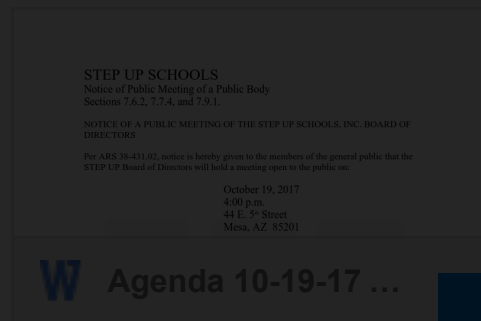 STEP UP SCHOOLS
Notice of Public Meeting of a Public Body
Sections 7.6.2, 7.7.4, and 7.9.1.
NOTICE OF A PUBLIC MEETING OF THE STEP UP SCHOOLS, INC. BOARD OF
DIRECTORS
Per ARS 38-431.02, notice is hereby given to the members of the general public that the
STEP UP Board of Directors will hold a meeting open to the public on:
October 19, 2017
4:00 p.m.
44 E. 5ᵗʰ Street
Mesa, AZ 85201
W Agenda 10-19-17 ...